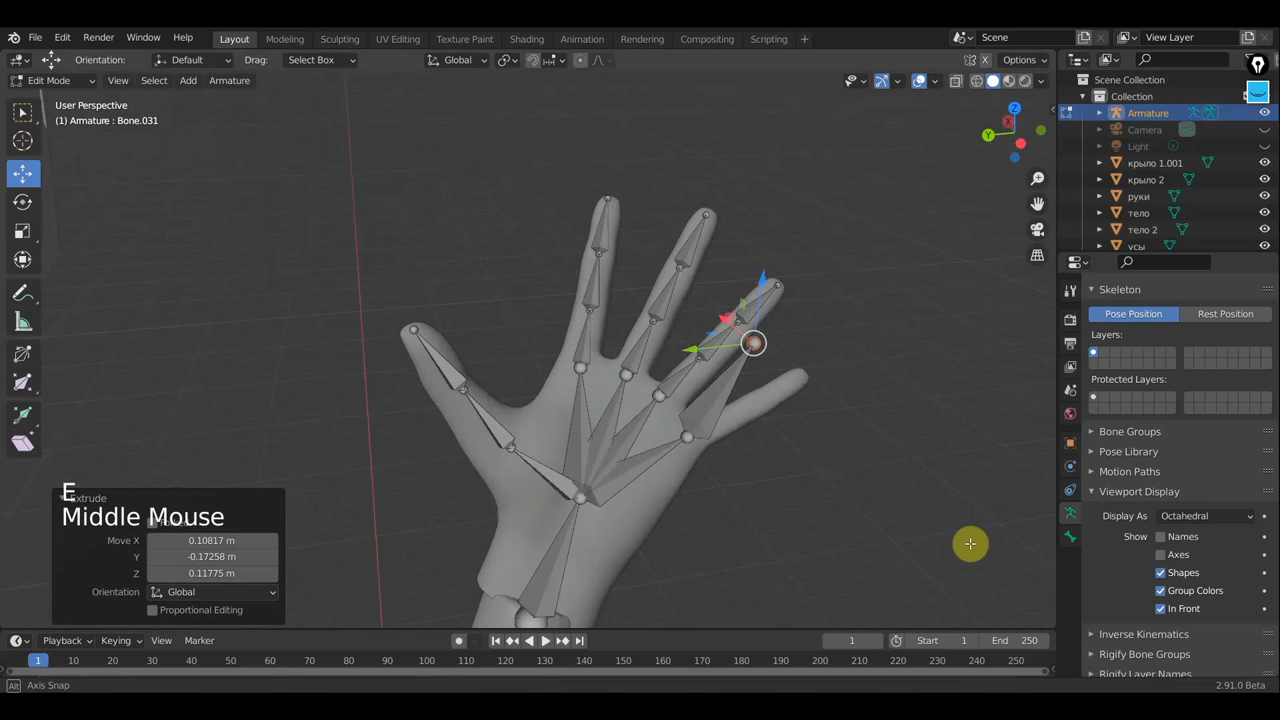 File Edit Render Window Help Layout Modeling Sculpting UV Editing Texture Paint Shading Animation Rendering Compositing Scripting + Scene View Layer
Orientation: Default Drag: Select Box Global Options
Edit Mode View Select Add Armature
User Perspective
(1) Armature : Bone.031
Z
X
Y
Scene Collection
Collection
Armature
Camera
Light
крыло 1.001
крыло 2
руки
тело
тело 2
усы
Skeleton
Pose Position Rest Position
Layers:
Protected Layers:
Bone Groups
Pose Library
Motion Paths
Viewport Display
Display As Octahedral
Show Names
Axes
Shapes
Group Colors
In Front
Inverse Kinematics
Rigify Bone Groups
Rigify Layer Names
E
Extrude
Middle Mouse
Move X 0.10817 m
Y -0.17258 m
Z 0.11775 m
Orientation Global
Proportional Editing
Playback Keying View Marker 1 Start 1 End 250
1 10 20 30 40 50 60 70 80 90 100 110 120 130 140 150 160 170 180 190 200 210 220 230 240 250
Alt Axis Snap 2.91.0 Beta